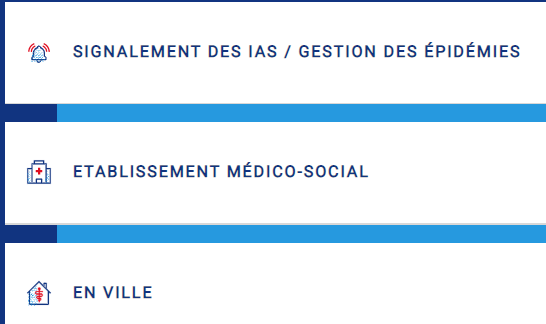 SIGNALEMENT DES IAS / GESTION DES ÉPIDÉMIES
ETABLISSEMENT MÉDICO-SOCIAL
EN VILLE